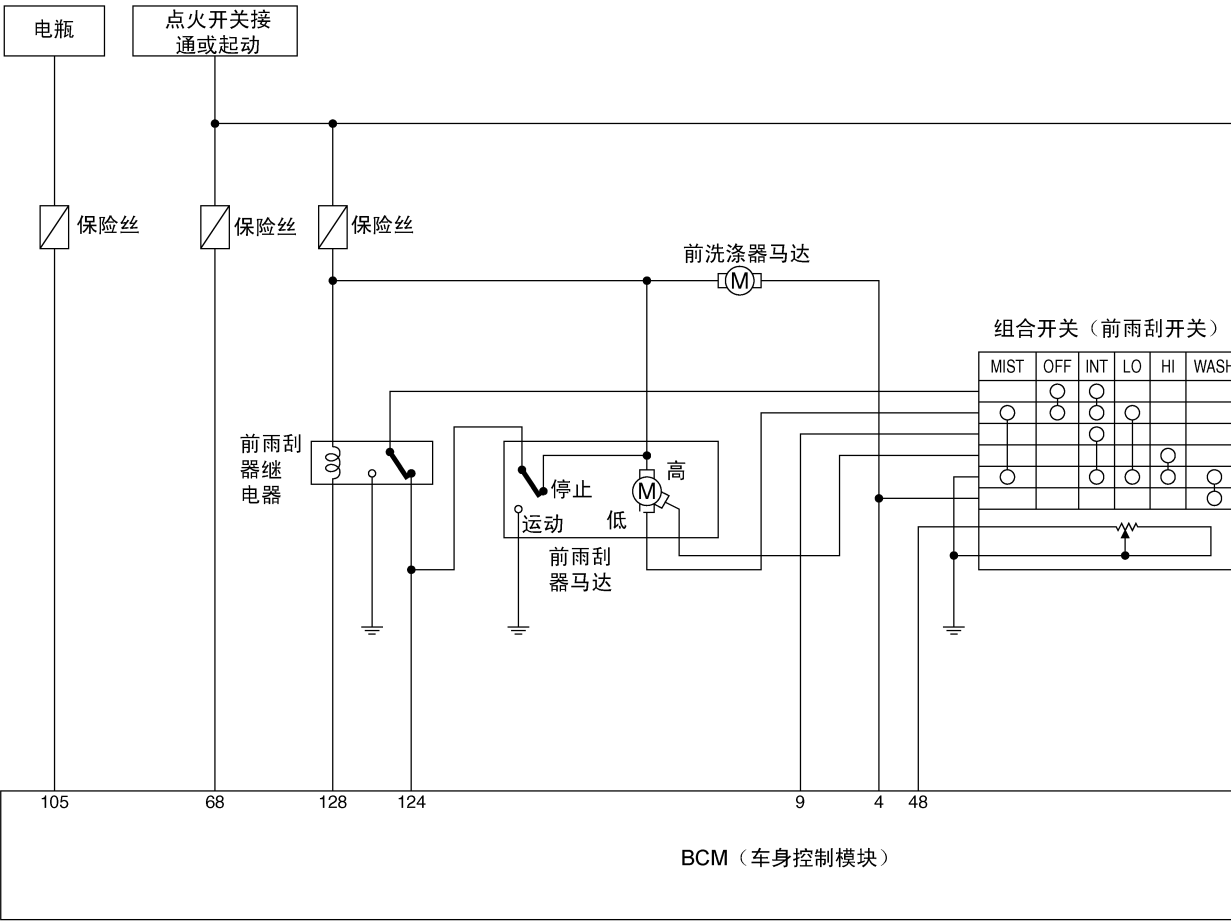 电瓶
点火开关接
通或起动
保险丝
保险丝
保险丝
前洗涤器马达
M
组合开关（前雨刮开关）
MIST OFF INT LO HI WASH
前雨刮
器继
电器
停止
运动
M
高
低
前雨刮
器马达
105 68 128 124 9 4 48
BCM（车身控制模块）